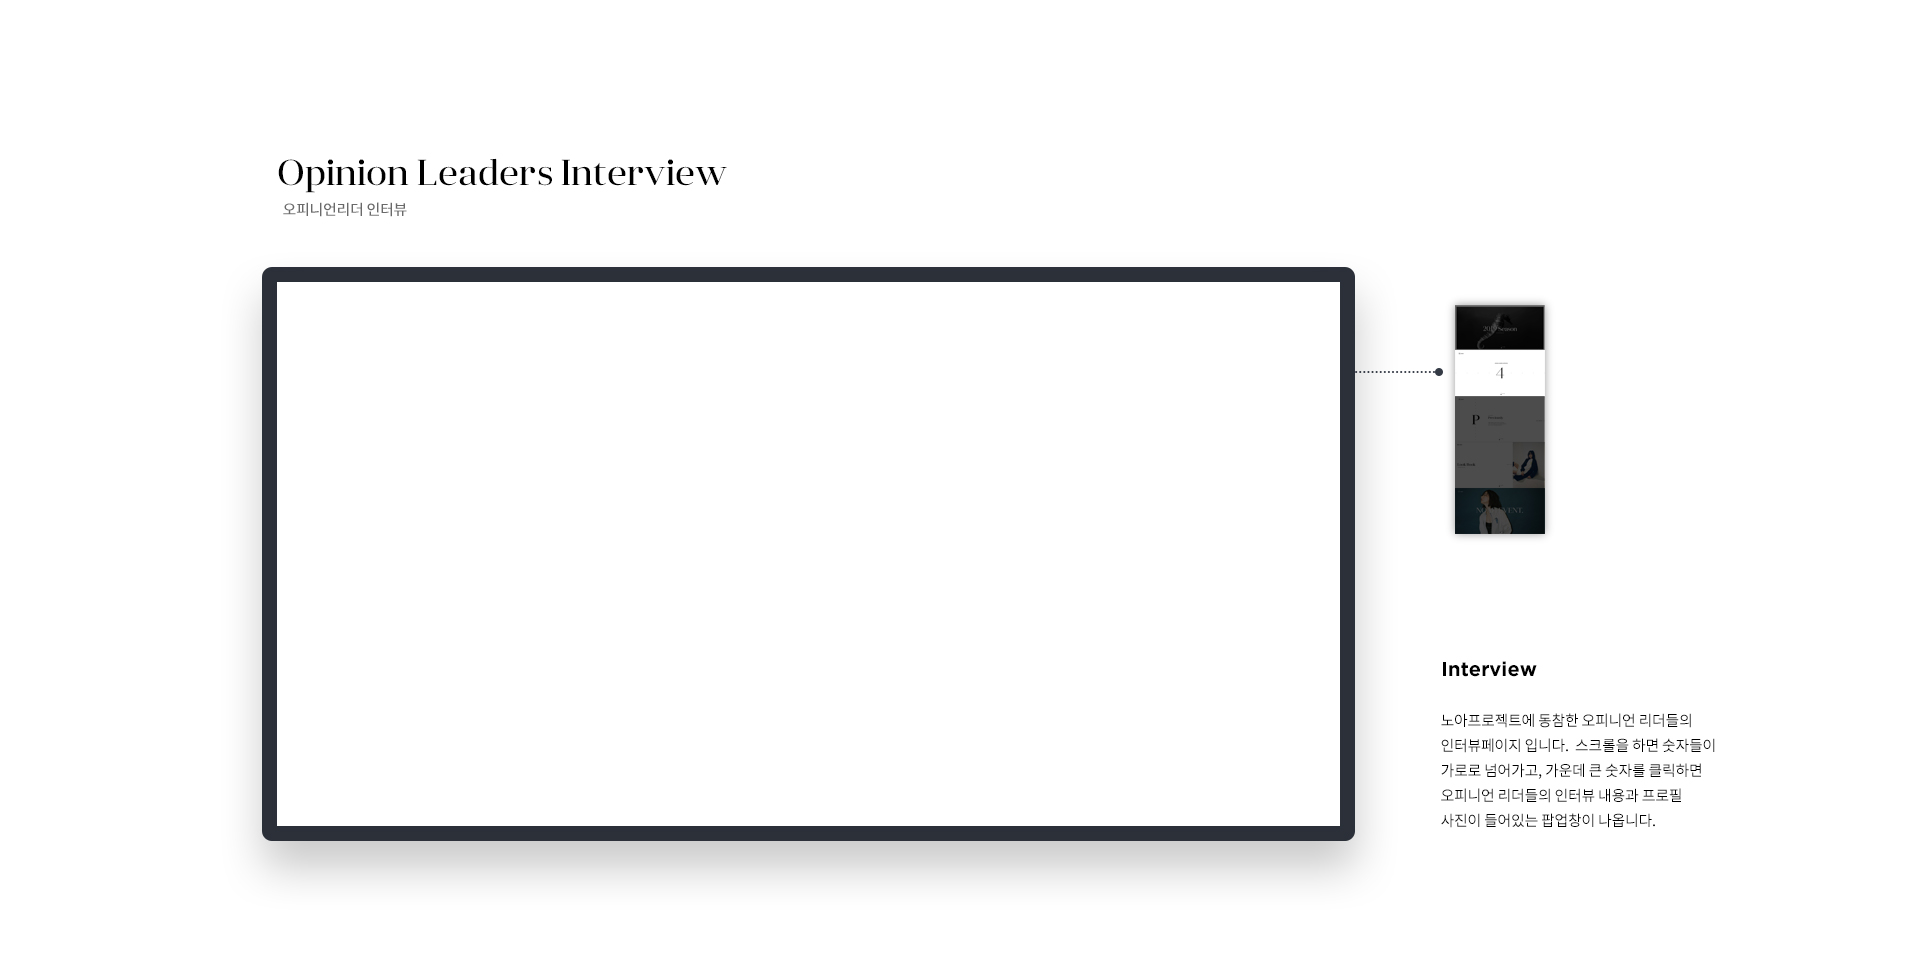 Opinion Leaders Interview
오피니언리더 인터뷰
4
P
Interview
노아프로젝트에 동참한 오피니언 리더들의
인터뷰페이지 입니다. 스크롤을 하면 숫자들이
가로로 넘어가고, 가운데 큰 숫자를 클릭하면
오피니언 리더들의 인터뷰 내용과 프로필
사진이 들어있는 팝업창이 나옵니다.